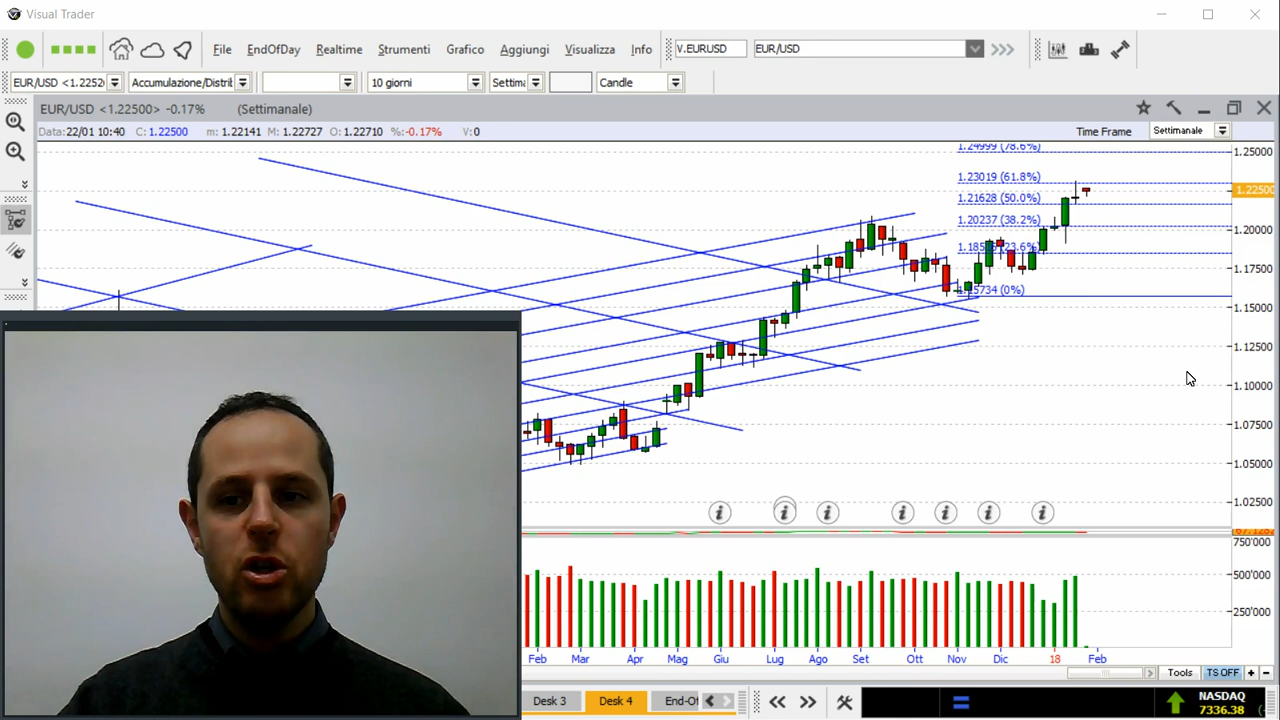 Visual Trader
File EndOfDay Realtime Strumenti Grafico Aggiungi Visualizza Info V.EURUSD EUR/USD
EUR/USD <1.2252 Accumulazione/Distrib 10 giorni Settima Candle
EUR/USD <1.22500> -0.17% (Settimanale)
Data:22/01 10:40 C: 1.22500 m: 1.22141 M: 1.22727 O: 1.22710 %:-0.17% V:0 Time Frame Settimanale
1.24999 (78.6%) 1.25000
1.23019 (61.8%)
1.22500
1.21628 (50.0%)
1.20237 (38.2%) 1.20000
(23.6%)
1.17500
5734 (0%)
1.15000
1.12500
1.10000
1.07500
1.05000
1.02500
750'000
500'000
250'000
Feb Mar Apr Mag Giu Lug Ago Set Ott Nov Dic 18 Feb
Tools TS OFF
Desk 3 Desk 4 End-Of
NASDAQ
7336.38